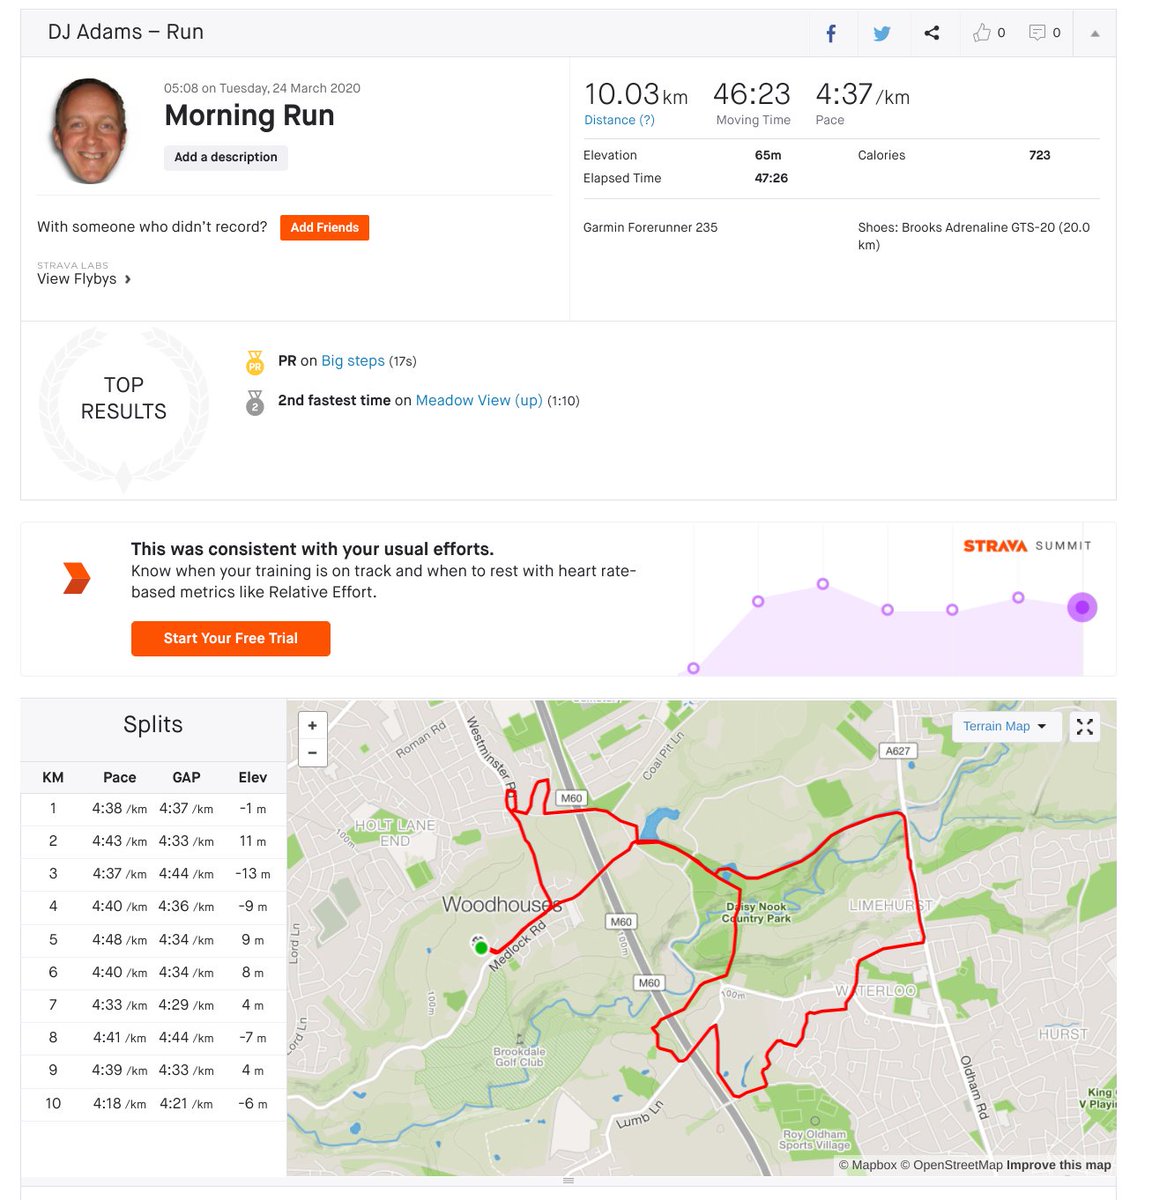 DJ Adams – Run
0
0
05:08 on Tuesday, 24 March 2020
Morning Run
Add a description
With someone who didn't record? Add Friends
STRAVA LABS
View Flybys
10.03 km 46:23 4:37 /km
Distance (?) Moving Time Pace
Elevation 65m Calories 723
Elapsed Time 47:26
Garmin Forerunner 235
Shoes: Brooks Adrenaline GTS-20 (20.0
km)
TOP
RESULTS
PR
PR on Big steps (17s)
2
2nd fastest time on Meadow View (up) (1:10)
This was consistent with your usual efforts.
Know when your training is on track and when to rest with heart rate-
based metrics like Relative Effort.
Start Your Free Trial
STRAVA SUMMIT
Splits
KM Pace GAP Elev
1 4:38 /km 4:37 /km -1 m
2 4:43 /km 4:33 /km 11 m
3 4:37 /km 4:44 /km -13 m
4 4:40 /km 4:36 /km -9 m
5 4:48 /km 4:34 /km 9 m
6 4:40 /km 4:34 /km 8 m
7 4:33 /km 4:29 /km 4 m
8 4:41 /km 4:44 /km -7 m
9 4:39 /km 4:33 /km 4 m
10 4:18 /km 4:21 /km -6 m
+
−
Terrain Map
Cemetery
Roman Rd
Westminster Rd
Coal Pit Ln
A627
M60
100m
HOLT LANE
END
Woodhouses
Daisy Nook
Country Park
LIMEHURST
M60
100m
Lord Ln
Medlock Rd
M60
100m
WATERLOO
100m
Lord Ln
HURST
Brookdale
Golf Club
Oldham Rd
King
V Playi
Lumb Ln
100m
Roy Oldham
Sports Village
© Mapbox © OpenStreetMap Improve this map